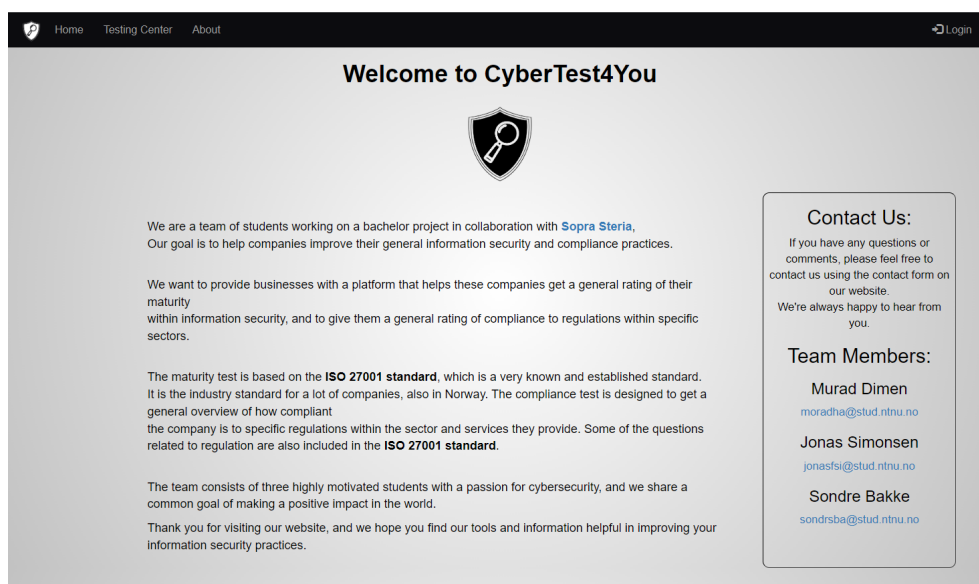 Home Testing Center About Login
Welcome to CyberTest4You
We are a team of students working on a bachelor project in collaboration with Sopra Steria,
Our goal is to help companies improve their general information security and compliance practices.
We want to provide businesses with a platform that helps these companies get a general rating of their
maturity
within information security, and to give them a general rating of compliance to regulations within specific
sectors.
The maturity test is based on the ISO 27001 standard, which is a very known and established standard.
It is the industry standard for a lot of companies, also in Norway. The compliance test is designed to get a
general overview of how compliant
the company is to specific regulations within the sector and services they provide. Some of the questions
related to regulation are also included in the ISO 27001 standard.
The team consists of three highly motivated students with a passion for cybersecurity, and we share a
common goal of making a positive impact in the world.
Thank you for visiting our website, and we hope you find our tools and information helpful in improving your
information security practices.
Contact Us:
If you have any questions or
comments, please feel free to
contact us using the contact form on
our website.
We're always happy to hear from
you.
Team Members:
Murad Dimen
moradha@stud.ntnu.no
Jonas Simonsen
jonasfsi@stud.ntnu.no
Sondre Bakke
sondrsba@stud.ntnu.no